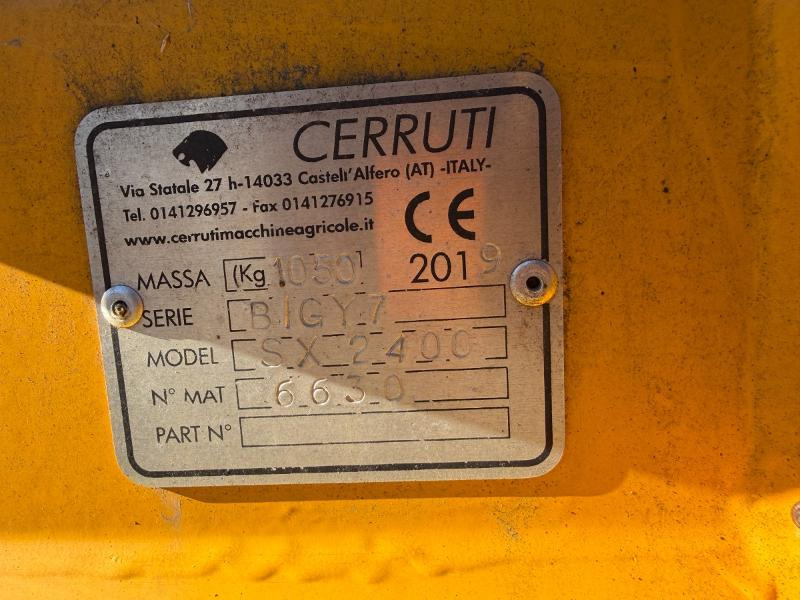 CERRUTI
Via Statale 27 h-14033 Castell'Alfero (AT) -ITALY-
Tel. 0141296957 - Fax 0141276915
www.cerrutimacchineagricole.it
CE
MASSA (Kg 1050 2019
SERIE BIGY7
MODEL SX 2400
N° MAT 6630
PART N°